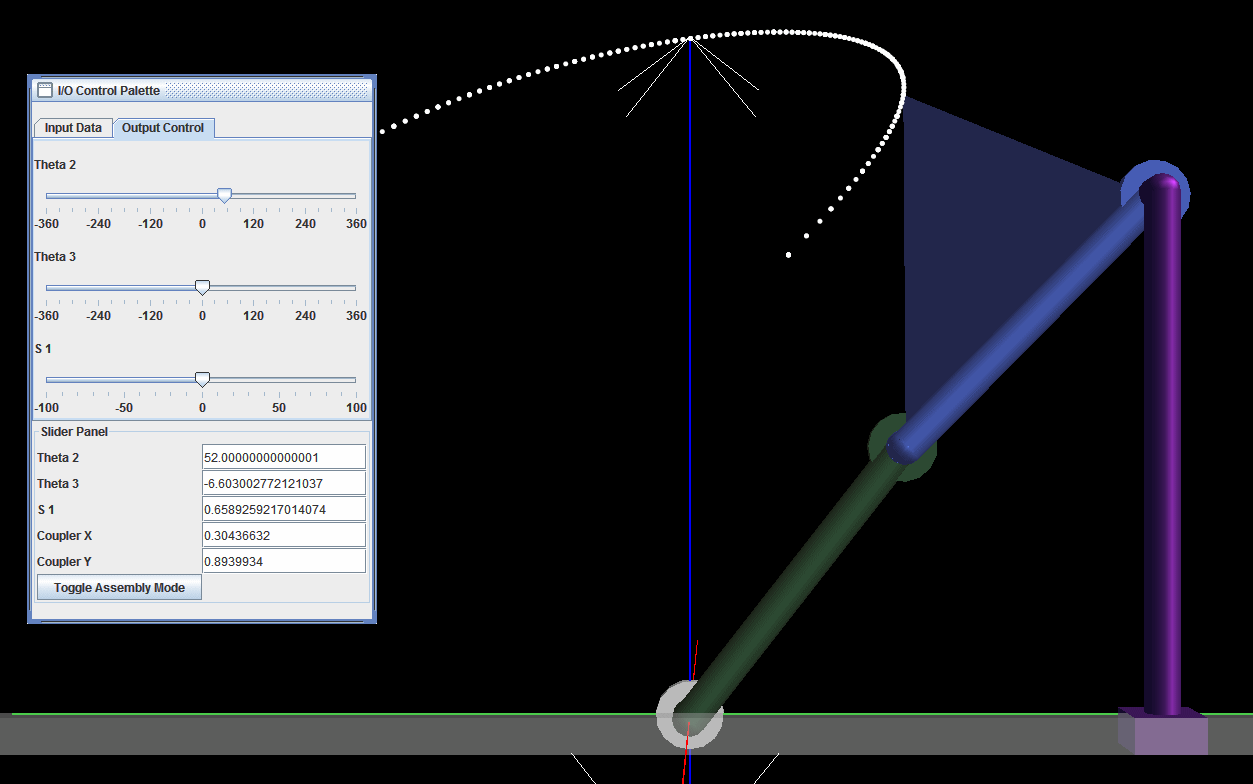 I/O Control Palette
Input Data Output Control
Theta 2
-360 -240 -120 0 120 240 360
Theta 3
-360 -240 -120 0 120 240 360
S 1
-100 -50 0 50 100
Slider Panel
Theta 2 52.00000000000001
Theta 3 -6.603002772121037
S 1 0.6589259217014074
Coupler X 0.30436632
Coupler Y 0.8939934
Toggle Assembly Mode